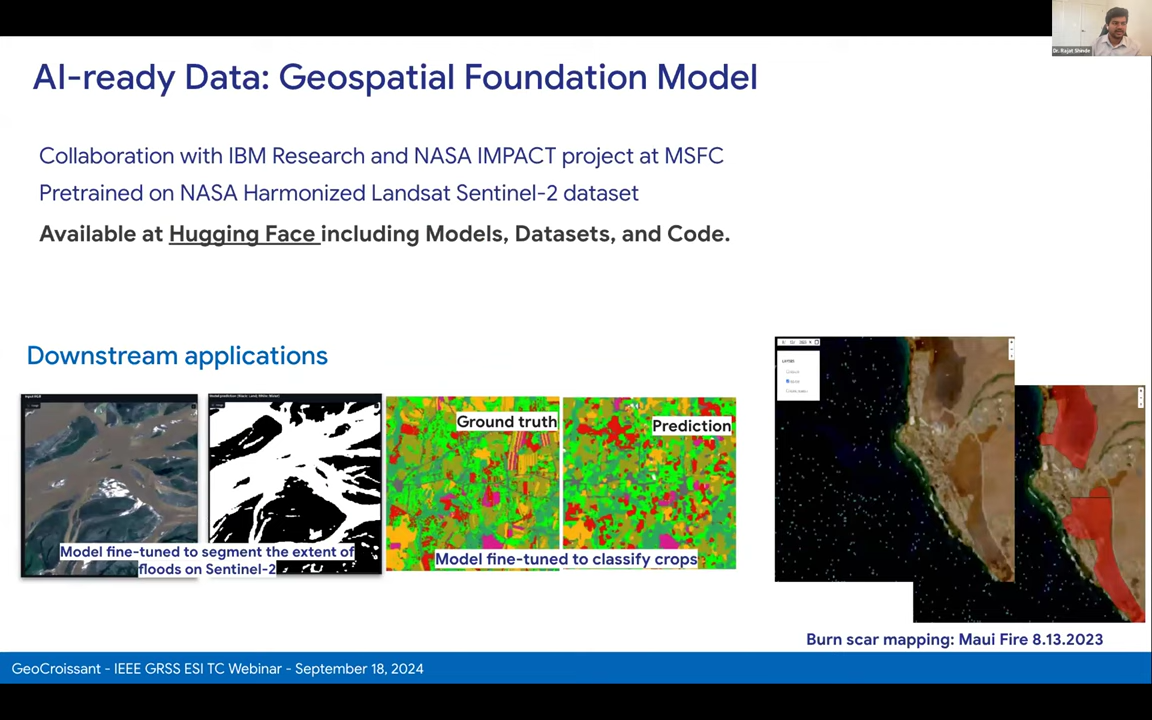 Dr. Rajat Shinde
AI-ready Data: Geospatial Foundation Model
Collaboration with IBM Research and NASA IMPACT project at MSFC
Pretrained on NASA Harmonized Landsat Sentinel-2 dataset
Available at Hugging Face including Models, Datasets, and Code.
Downstream applications
Ground truth
Prediction
Model fine-tuned to segment the extent of
floods on Sentinel-2
Model fine-tuned to classify crops
Burn scar mapping: Maui Fire 8.13.2023
GeoCroissant - IEEE GRSS ESI TC Webinar - September 18, 2024